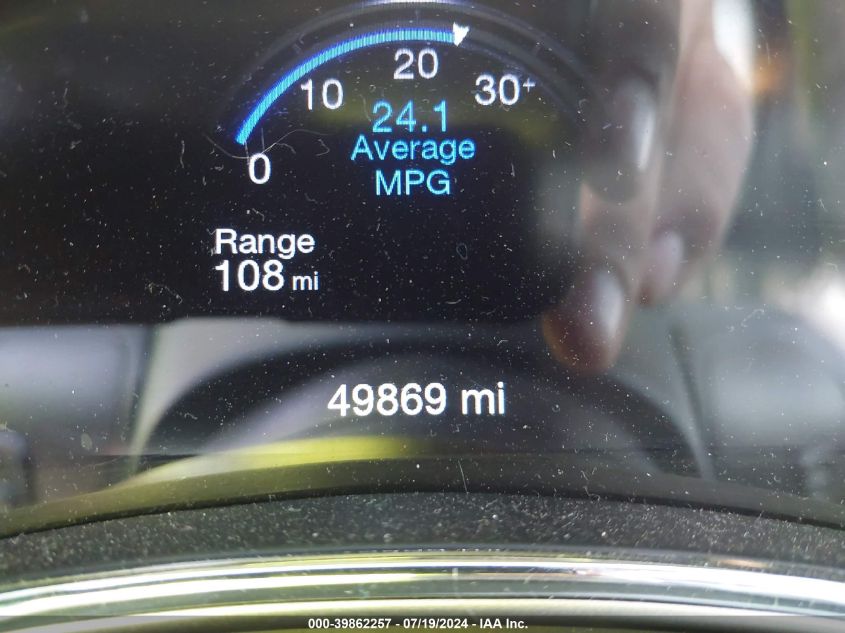 20
10
30+
24.1
0
Average
MPG
Range
108 mi
49869 mi
000-39862257 - 07/19/2024 - IAA Inc.